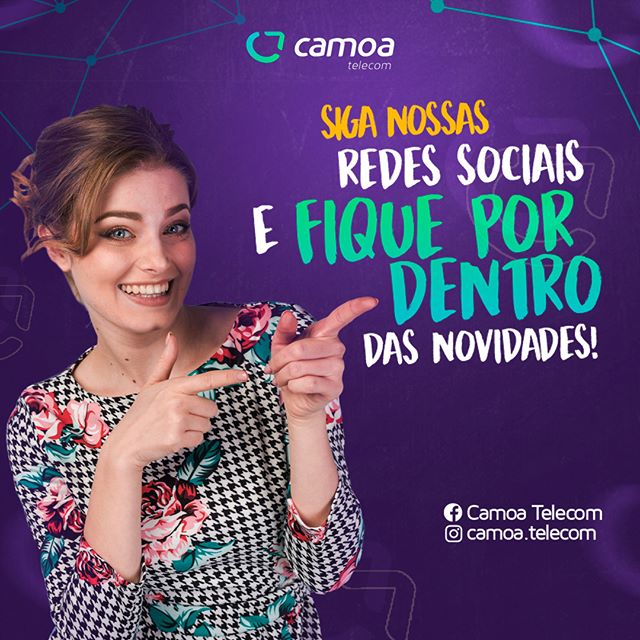 camoa
telecom
SIGA NOSSAS
REDES SOCIAIS
E FIQUE POR
DENTRO
DAS NOVIDADES!
Camoa Telecom
camoa.telecom